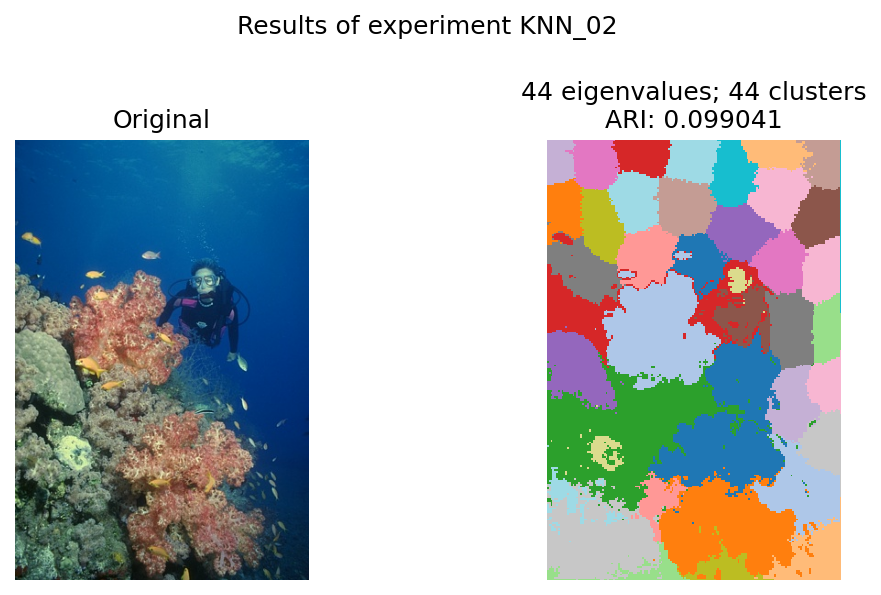 Results of experiment KNN_02
Original
44 eigenvalues; 44 clusters
ARI: 0.099041